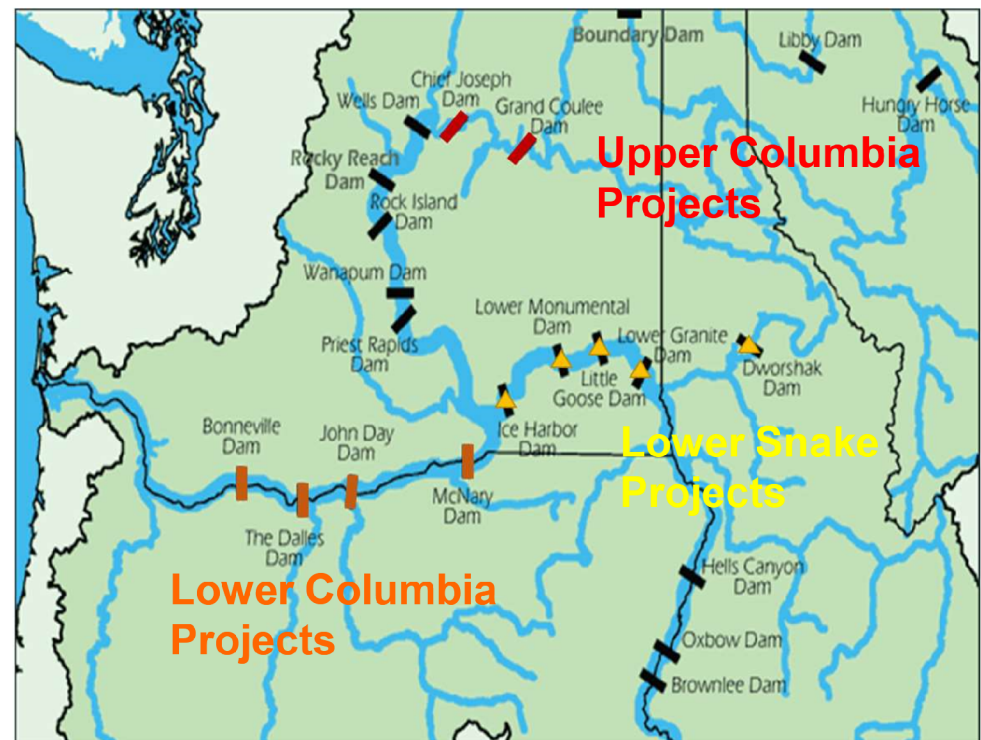 Boundary Dam
Libby Dam
Chief Joseph
Dam
Wells Dam
Grand Coulee
Dam
Hungry Horse
Dam
Upper Columbia
Projects
Rocky Reach
Dam
Rock Island
Dam
Wanapum Dam
Lower Monumental
Dam
Priest Rapids
Dam
Lower Granite
Dam
Little
Goose Dam
Dworshak
Dam
Ice Harbor
Dam
Lower Snake
Projects
Bonneville
Dam
John Day
Dam
McNary
Dam
The Dalles
Dam
Lower Columbia
Projects
Hells Canyon
Dam
Oxbow Dam
Brownlee Dam